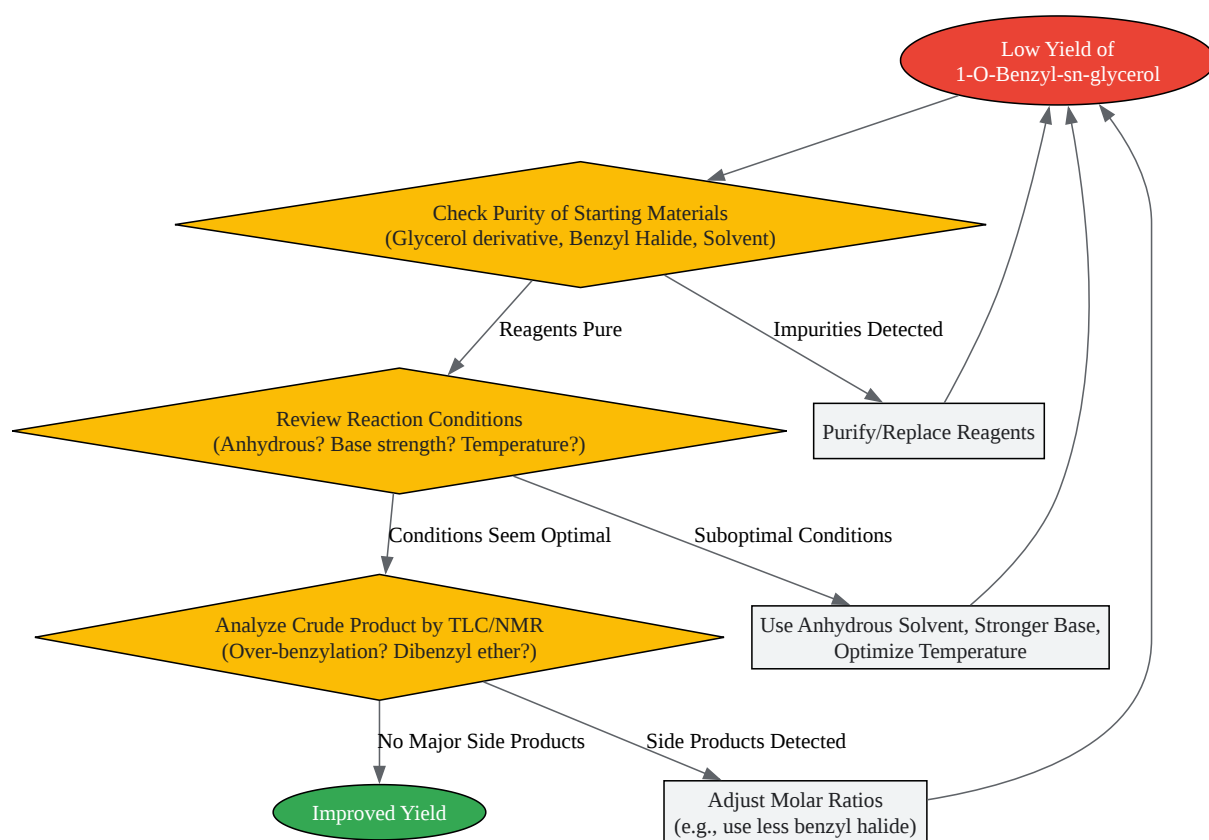 Low Yield of
1-O-Benzyl-sn-glycerol
Check Purity of Starting Materials
(Glycerol derivative, Benzyl Halide, Solvent)
Reagents Pure
Impurities Detected
Review Reaction Conditions
(Anhydrous? Base strength? Temperature?)
Purify/Replace Reagents
Conditions Seem Optimal
Suboptimal Conditions
Analyze Crude Product by TLC/NMR
(Over-benzylation? Dibenzyl ether?)
Use Anhydrous Solvent, Stronger Base,
Optimize Temperature
No Major Side Products
Side Products Detected
Improved Yield
Adjust Molar Ratios
(e.g., use less benzyl halide)